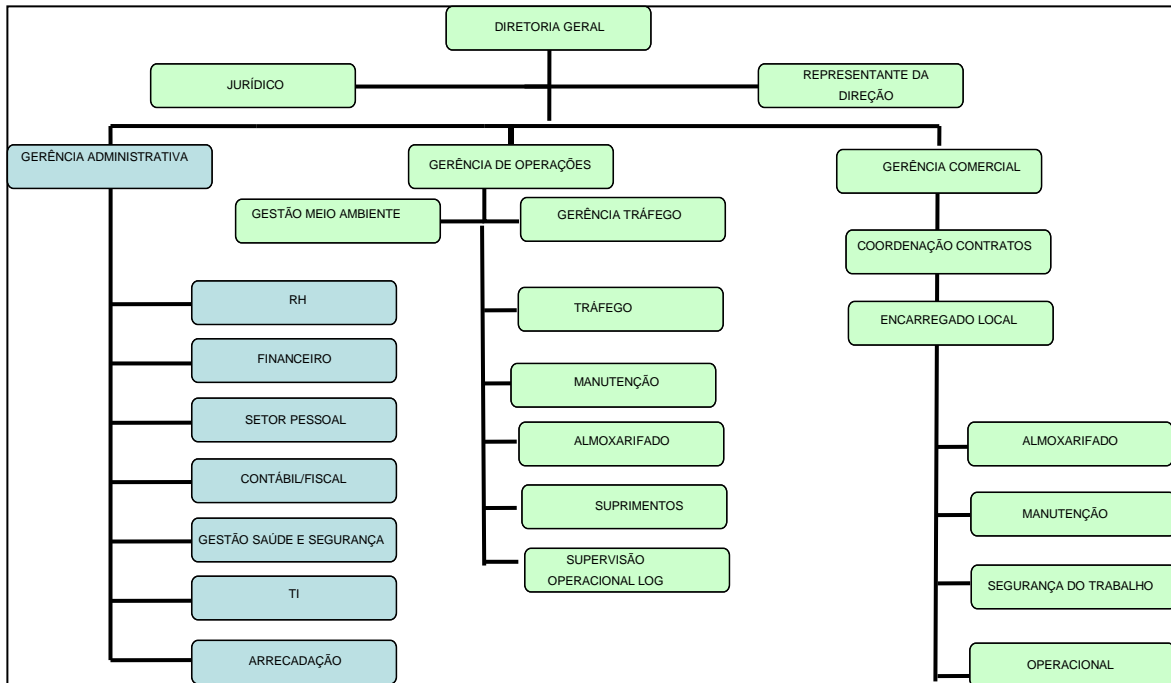 DIRETORIA GERAL
JURÍDICO
REPRESENTANTE DA
DIREÇÃO
GERÊNCIA ADMINISTRATIVA
GERÊNCIA DE OPERAÇÕES
GERÊNCIA COMERCIAL
GESTÃO MEIO AMBIENTE
GERÊNCIA TRÁFEGO
COORDENAÇÃO CONTRATOS
RH
TRÁFEGO
ENCARREGADO LOCAL
FINANCEIRO
MANUTENÇÃO
SETOR PESSOAL
ALMOXARIFADO
ALMOXARIFADO
CONTÁBIL/FISCAL
SUPRIMENTOS
MANUTENÇÃO
GESTÃO SAÚDE E SEGURANÇA
SUPERVISÃO
OPERACIONAL LOG
SEGURANÇA DO TRABALHO
TI
ARRECADAÇÃO
OPERACIONAL